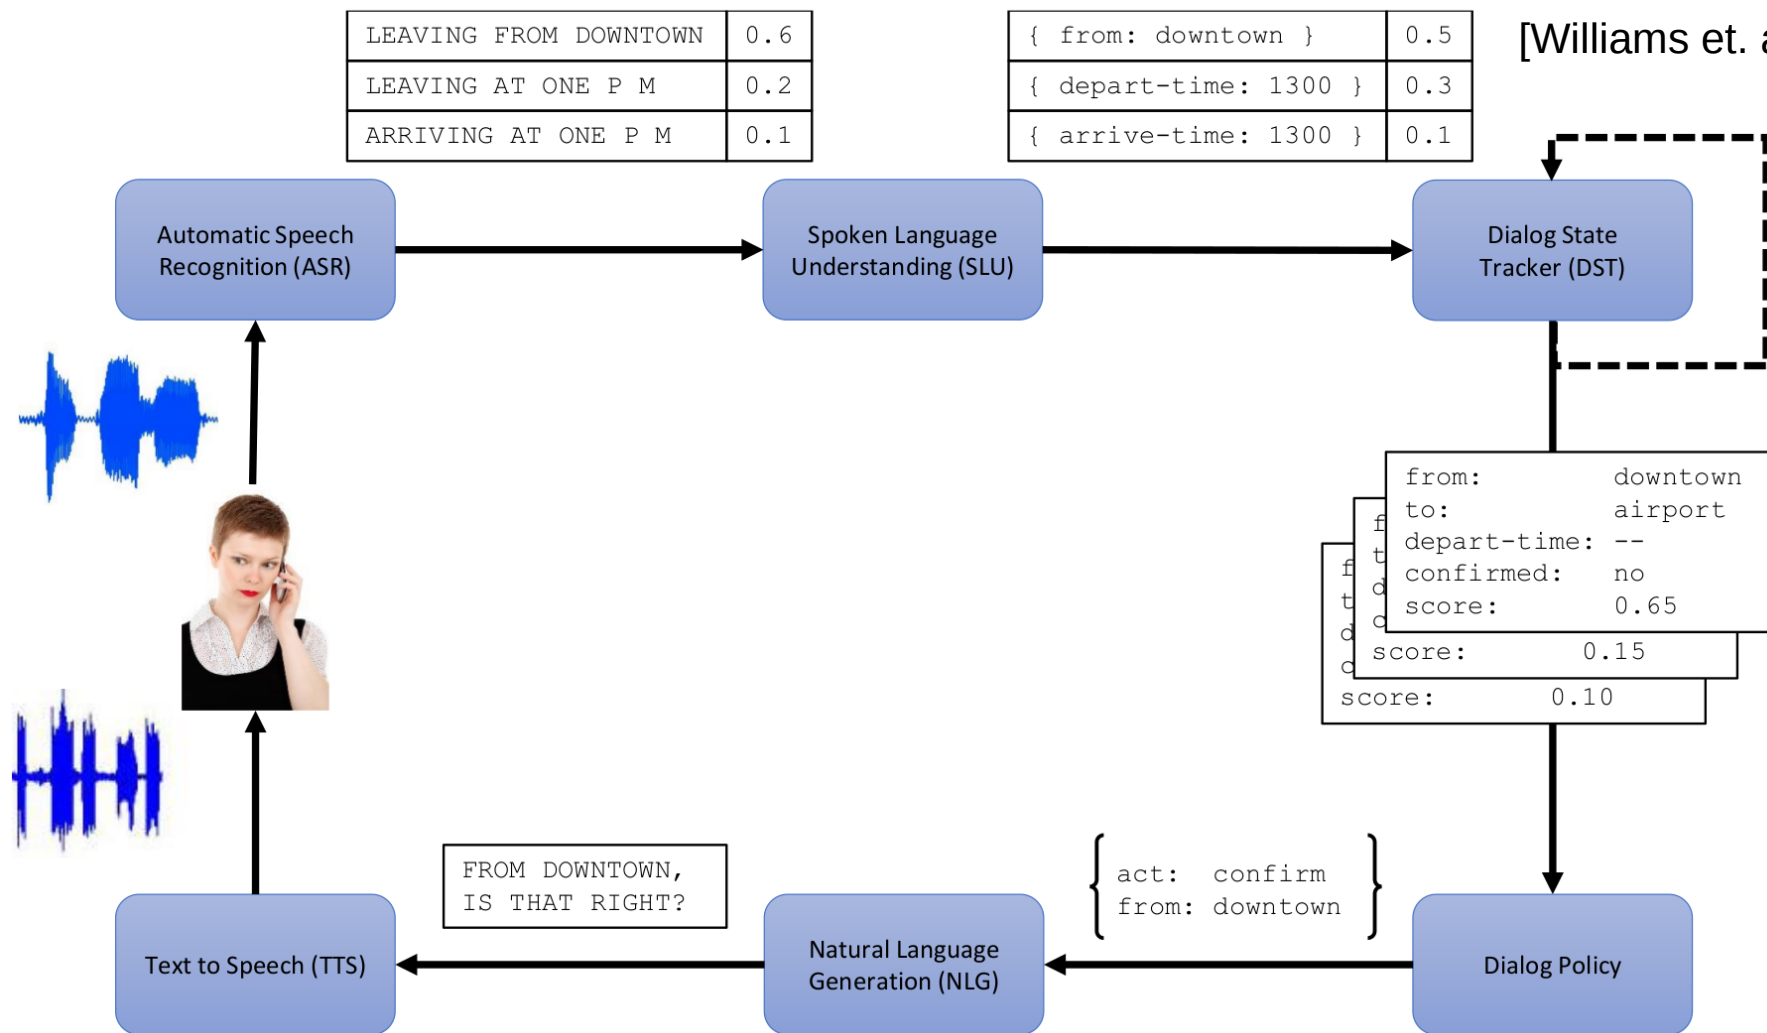 LEAVING FROM DOWNTOWN 0.6
LEAVING AT ONE P M 0.2
ARRIVING AT ONE P M 0.1
{ from: downtown } 0.5
{ depart-time: 1300 } 0.3
{ arrive-time: 1300 } 0.1
[Williams et.
Automatic Speech
Recognition (ASR)
Spoken Language
Understanding (SLU)
Dialog State
Tracker (DST)
from: downtown
to: airport
depart-time: --
confirmed: no
score: 0.65
f
t
d
c
score: 0.15
f
t
d
c
score: 0.10
FROM DOWNTOWN,
IS THAT RIGHT?
act: confirm
from: downtown
Text to Speech (TTS)
Natural Language
Generation (NLG)
Dialog Policy